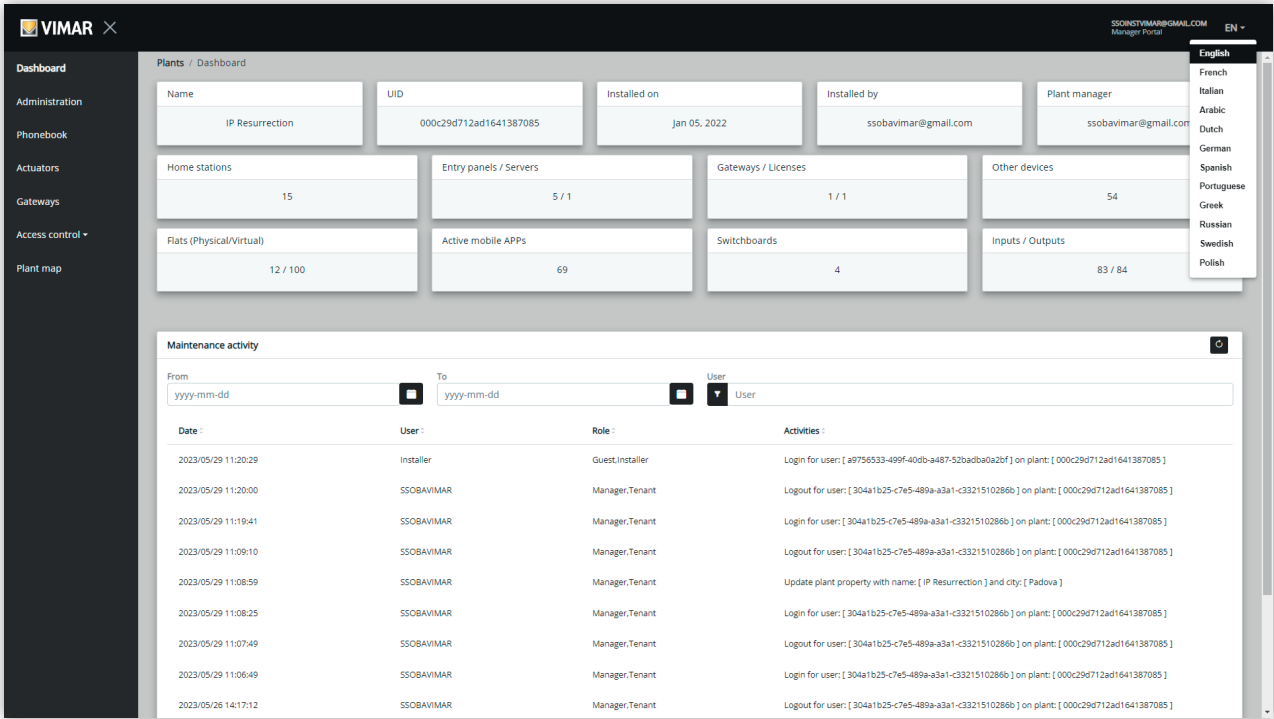 VIMAR
SSOINSTVIMAR@GMAIL.COM
Manager Portal
EN
English
French
Italian
Arabic
Dutch
German
Spanish
Portuguese
Greek
Russian
Swedish
Polish
Dashboard
Administration
Phonebook
Actuators
Gateways
Access control
Plant map
Plants / Dashboard
Name
IP Resurrection
UID
000c29d712ad1641387085
Installed on
Jan 05, 2022
Installed by
ssobavimar@gmail.com
Plant manager
ssobavimar@gmail.com
Home stations
15
Entry panels / Servers
5 / 1
Gateways / Licenses
1 / 1
Other devices
54
Flats (Physical/Virtual)
12 / 100
Active mobile APPs
69
Switchboards
4
Inputs / Outputs
83 / 84
Maintenance activity
From
To
User
yyyy-mm-dd
yyyy-mm-dd
User
Date User Role Activities
2023/05/29 11:20:29 Installer Guest,Installer Login for user: [ a9756533-499f-40db-a487-52badba0a2bf ] on plant: [ 000c29d712ad1641387085 ]
2023/05/29 11:20:00 SSOBAVIMAR Manager,Tenant Logout for user: [ 304a1b25-c7e5-489a-a3a1-c3321510286b ] on plant: [ 000c29d712ad1641387085 ]
2023/05/29 11:19:41 SSOBAVIMAR Manager,Tenant Login for user: [ 304a1b25-c7e5-489a-a3a1-c3321510286b ] on plant: [ 000c29d712ad1641387085 ]
2023/05/29 11:09:10 SSOBAVIMAR Manager,Tenant Logout for user: [ 304a1b25-c7e5-489a-a3a1-c3321510286b ] on plant: [ 000c29d712ad1641387085 ]
2023/05/29 11:08:59 SSOBAVIMAR Manager,Tenant Update plant property with name: [ IP Resurrection ] and city: [ Padova ]
2023/05/29 11:08:25 SSOBAVIMAR Manager,Tenant Login for user: [ 304a1b25-c7e5-489a-a3a1-c3321510286b ] on plant: [ 000c29d712ad1641387085 ]
2023/05/29 11:07:49 SSOBAVIMAR Manager,Tenant Logout for user: [ 304a1b25-c7e5-489a-a3a1-c3321510286b ] on plant: [ 000c29d712ad1641387085 ]
2023/05/29 11:06:49 SSOBAVIMAR Manager,Tenant Login for user: [ 304a1b25-c7e5-489a-a3a1-c3321510286b ] on plant: [ 000c29d712ad1641387085 ]
2023/05/26 14:17:12 SSOBAVIMAR Manager,Tenant Logout for user: [ 304a1b25-c7e5-489a-a3a1-c3321510286b ] on plant: [ 000c29d712ad1641387085 ]